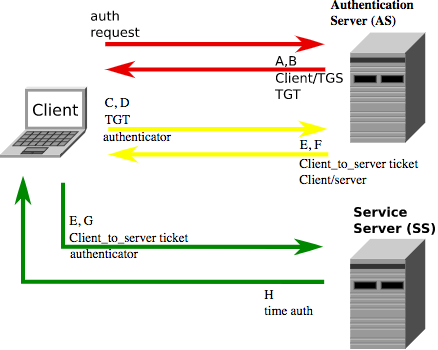 auth
request
Authentication
Server (AS)
A,B
Client/TGS
TGT
Client
C, D
TGT
authenticator
E, F
Client_to_server ticket
Client/server
E, G
Client_to_server ticket
authenticator
Service
Server (SS)
H
time auth